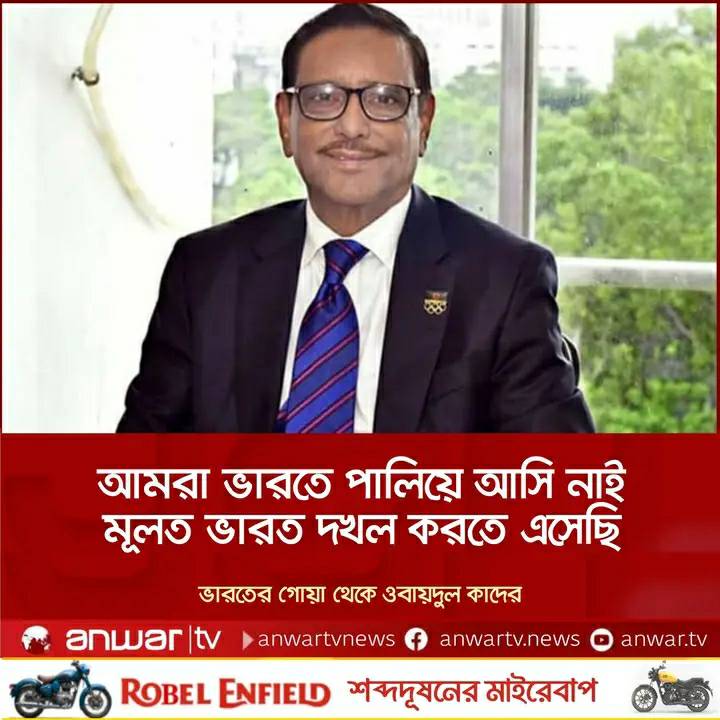 আমরা ভারতে পালিয়ে আসি নাই
মূলত ভারত দখল করতে এসেছি
ভারতের গোয়া থেকে ওবায়দুল কাদের
anwar|tv anwartvnews anwartv.news anwar.tv
ROBEL ENFIELD শব্দদূষনের মাইরেবাপ